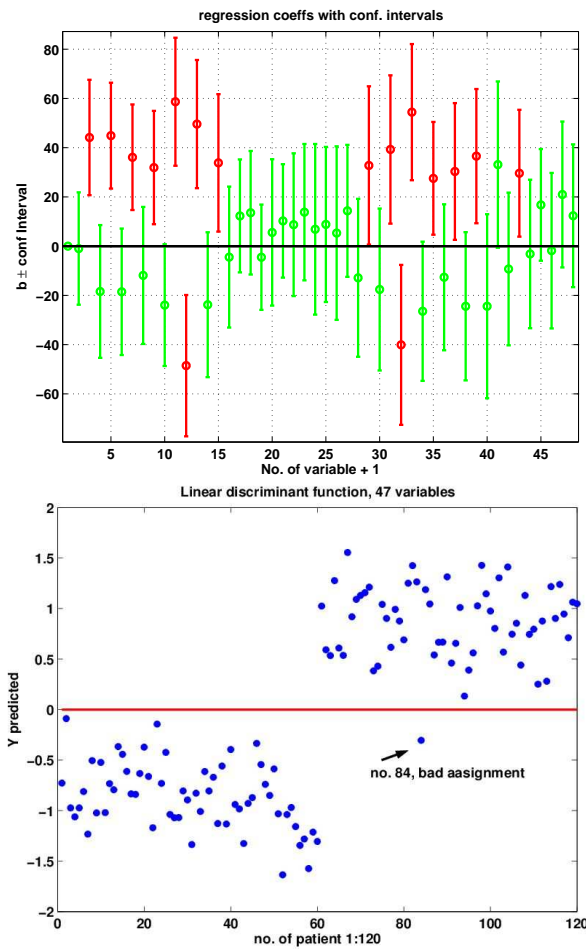 regression coeffs with conf. intervals
80
60
40
20
0
−20
−40
−60
b ± conf Interval
5 10 15 20 25 30 35 40 45
No. of variable + 1
Linear discriminant function, 47 variables
2
1.5
1
0.5
0
−0.5
−1
−1.5
−2
Y predicted
no. 84, bad aasignment
0 20 40 60 80 100 120
no. of patient 1:120